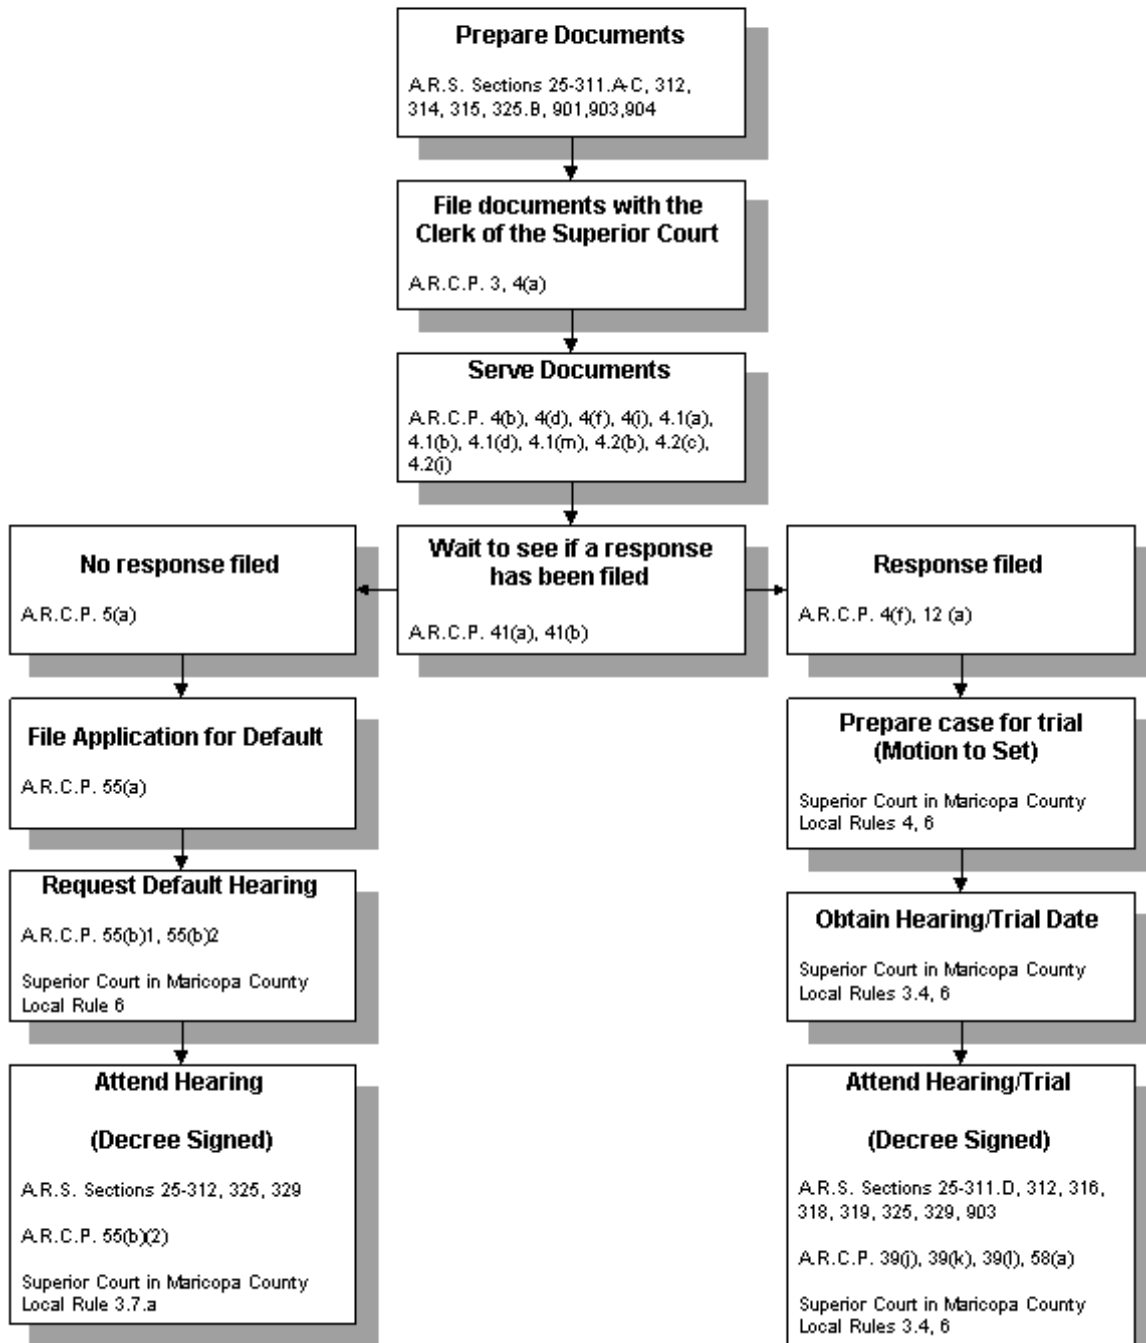 Prepare Documents
A.R.S. Sections 25-311.A-C, 312,
314, 315, 325.B, 901,903,904
File documents with the
Clerk of the Superior Court
A.R.C.P. 3, 4(a)
Serve Documents
A.R.C.P. 4(b), 4(d), 4(f), 4(i), 4.1(a),
4.1(b), 4.1(d), 4.1(m), 4.2(b), 4.2(c),
4.2(i)
Wait to see if a response
has been filed
A.R.C.P. 41(a), 41(b)
No response filed
A.R.C.P. 5(a)
File Application for Default
A.R.C.P. 55(a)
Request Default Hearing
A.R.C.P. 55(b)1, 55(b)2
Superior Court in Maricopa County
Local Rule 6
Attend Hearing
(Decree Signed)
A.R.S. Sections 25-312, 325, 329
A.R.C.P. 55(b)(2)
Superior Court in Maricopa County
Local Rule 3.7.a
Response filed
A.R.C.P. 4(f), 12 (a)
Prepare case for trial
(Motion to Set)
Superior Court in Maricopa County
Local Rules 4, 6
Obtain Hearing/Trial Date
Superior Court in Maricopa County
Local Rules 3.4, 6
Attend Hearing/Trial
(Decree Signed)
A.R.S. Sections 25-311.D, 312, 316,
318, 319, 325, 329, 903
A.R.C.P. 39(j), 39(k), 39(l), 58(a)
Superior Court in Maricopa County
Local Rules 3.4, 6